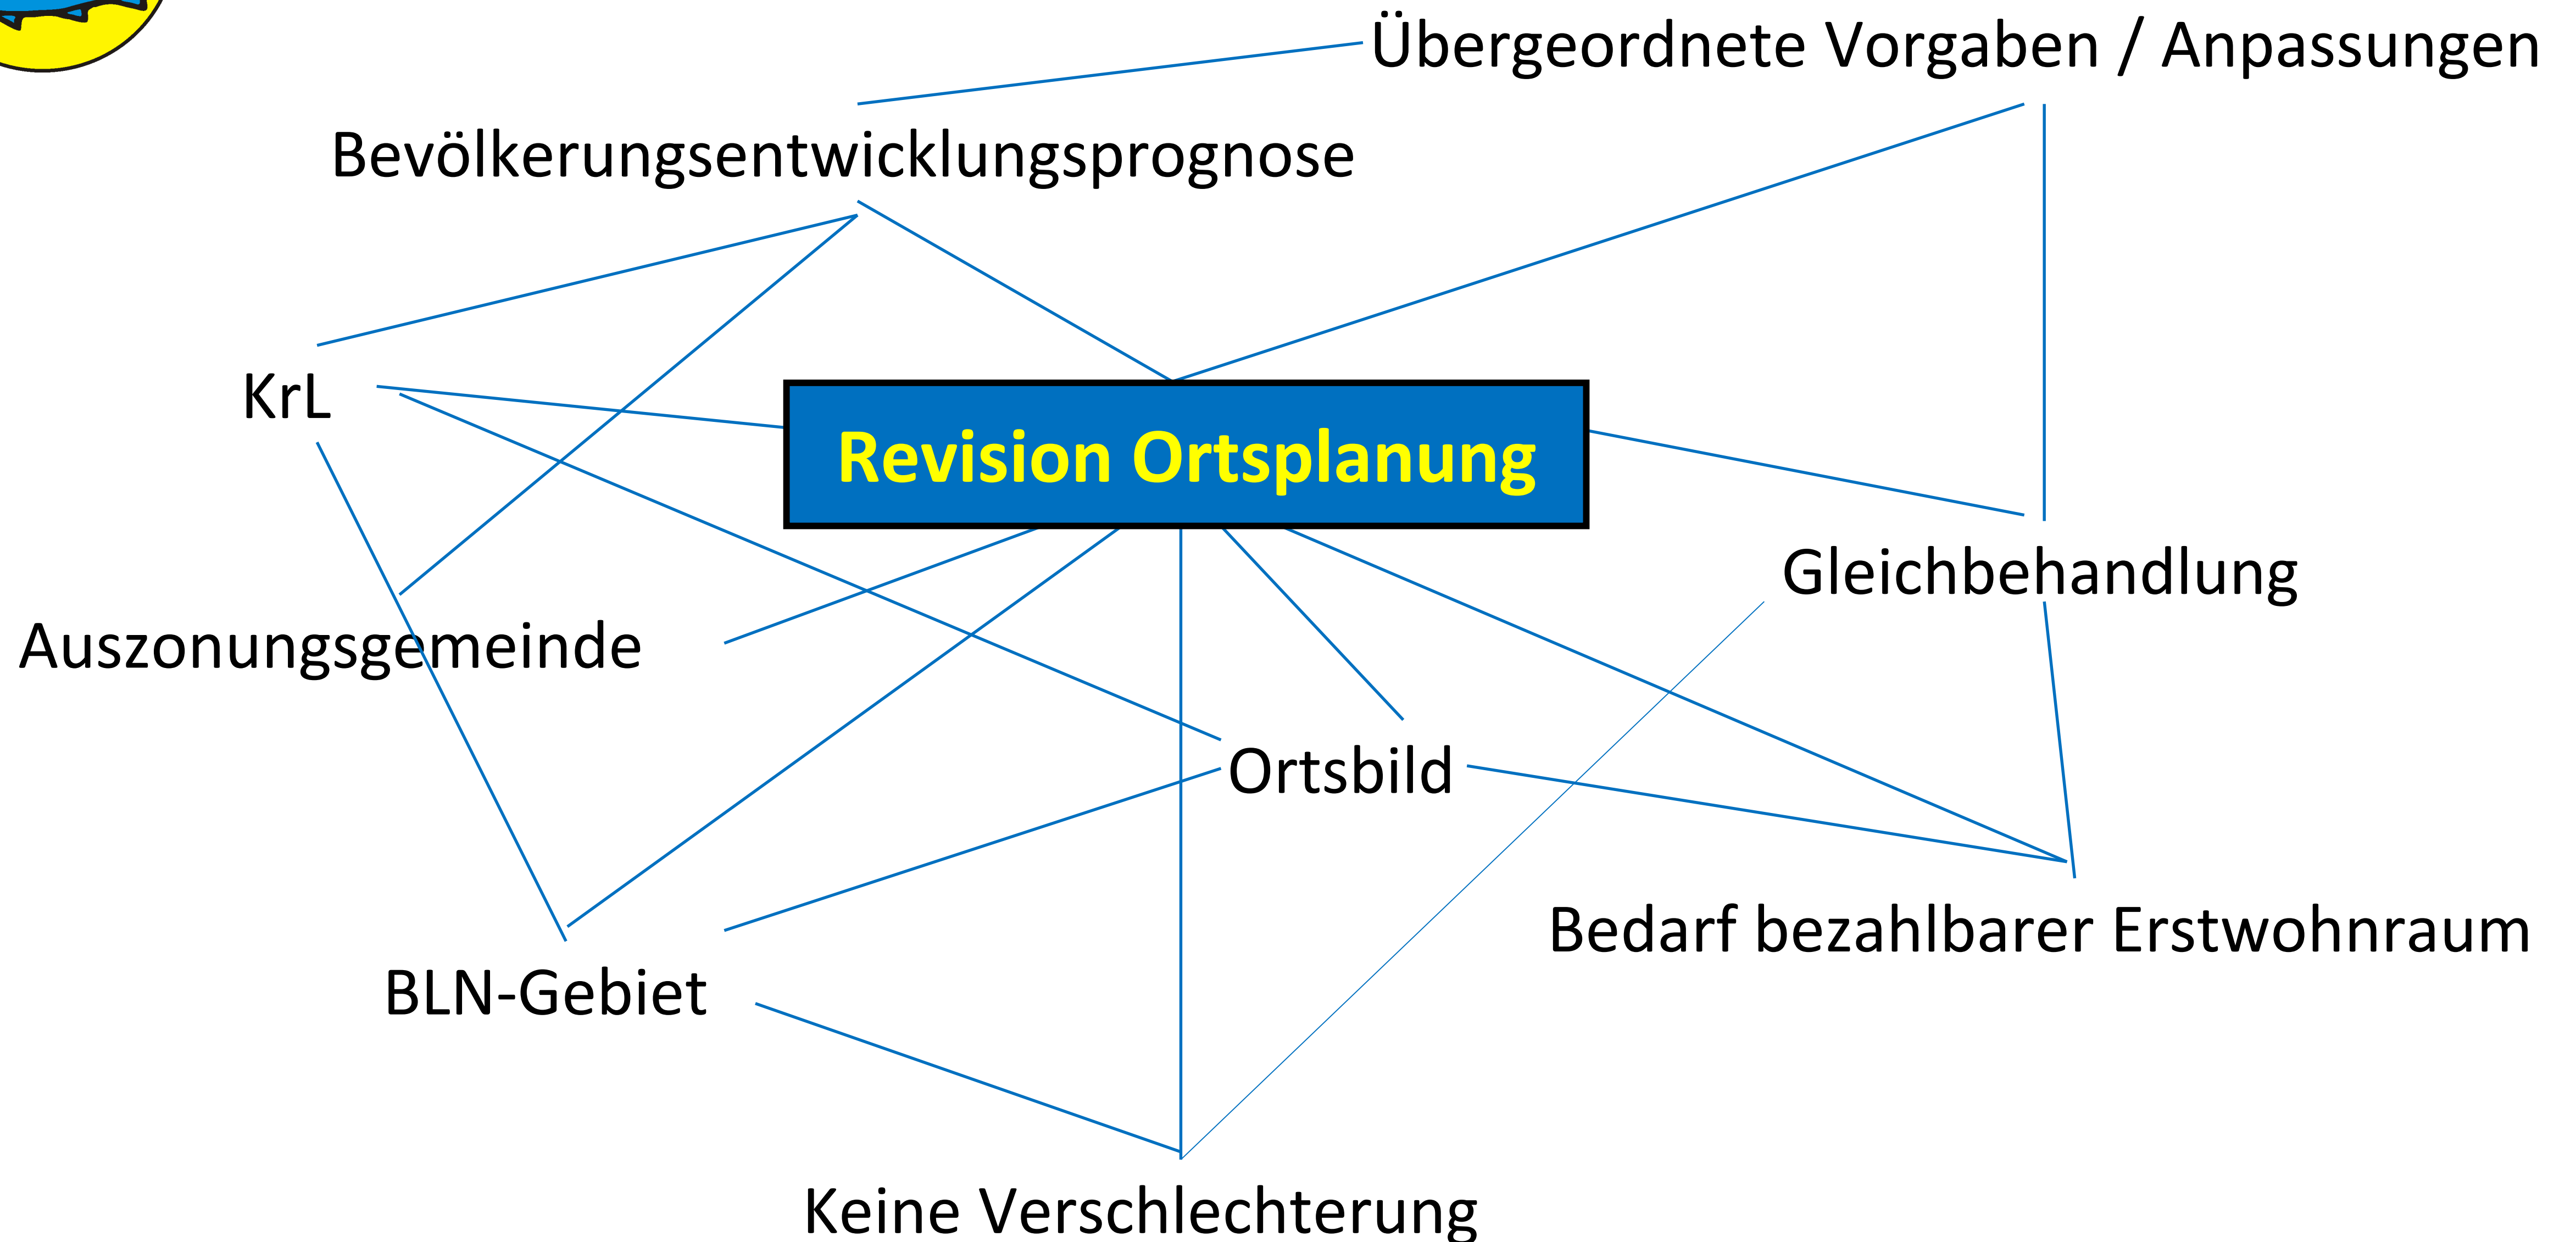 Übergeordnete Vorgaben / Anpassungen
Bevölkerungsentwicklungsprognose
KrL
Revision Ortsplanung
Gleichbehandlung
Auszonungsgemeinde
Ortsbild
Bedarf bezahlbarer Erstwohnraum
BLN-Gebiet
Keine Verschlechterung